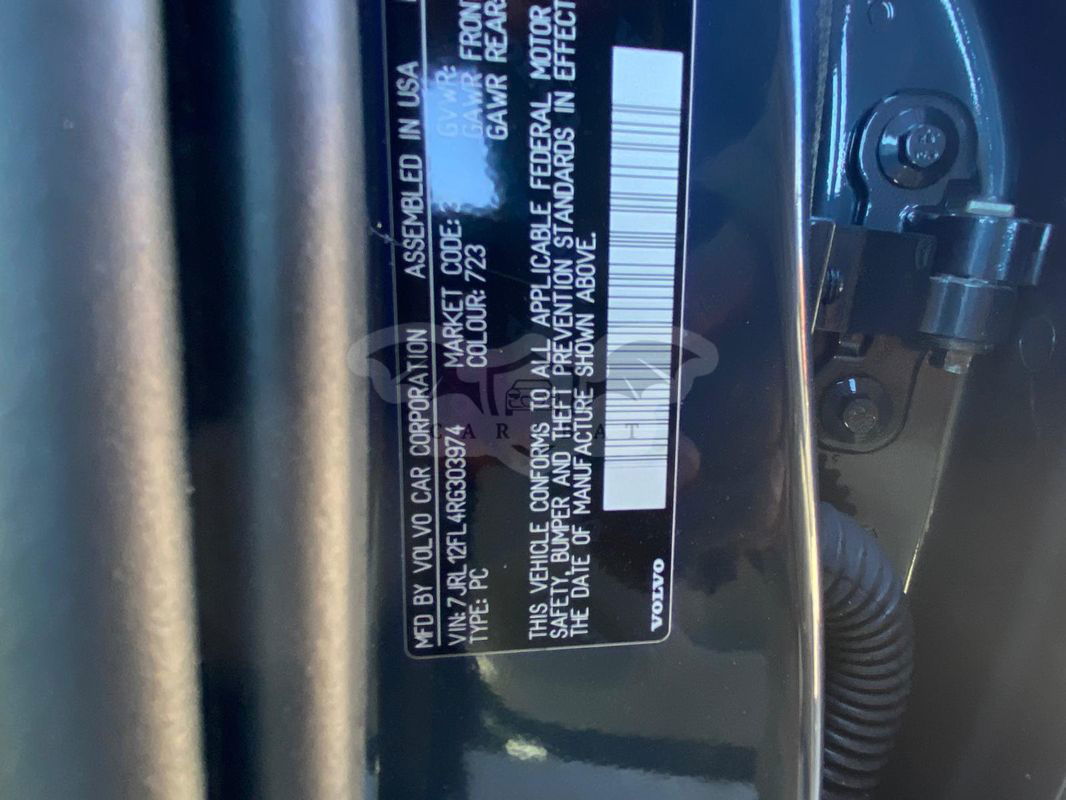 MFD BY VOLVO CAR CORPORATION ASSEMBLED IN USA
VIN: 7JRL12FL4RG303974 MARKET CODE: GVWR:
TYPE: PC COLOUR: 723 GAWR FRONT
GAWR REAR
THIS VEHICLE CONFORMS TO ALL APPLICABLE FEDERAL MOTOR
SAFETY, BUMPER AND THEFT PREVENTION STANDARDS IN EFFECT
THE DATE OF MANUFACTURE SHOWN ABOVE.
VOLVO